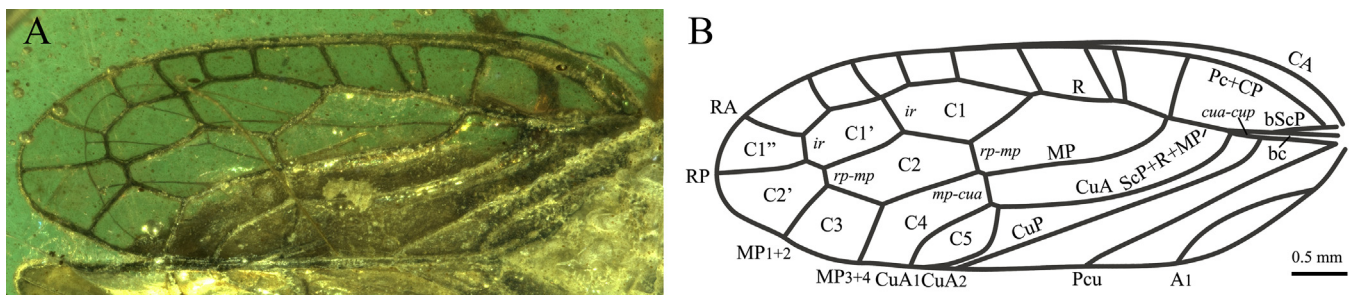 A
B
CA
Pc+CP
R
RA
ir
C1
cua-cup
bScP
C1’
ir
C1’’
rp-mp
MP
ScP+R+MP
bc
RP
rp-mp
C2
CuA
C2’
mp-cua
C3
C4
C5
CuP
MP1+2
MP3+4
CuA1
CuA2
Pcu
A1
0.5 mm